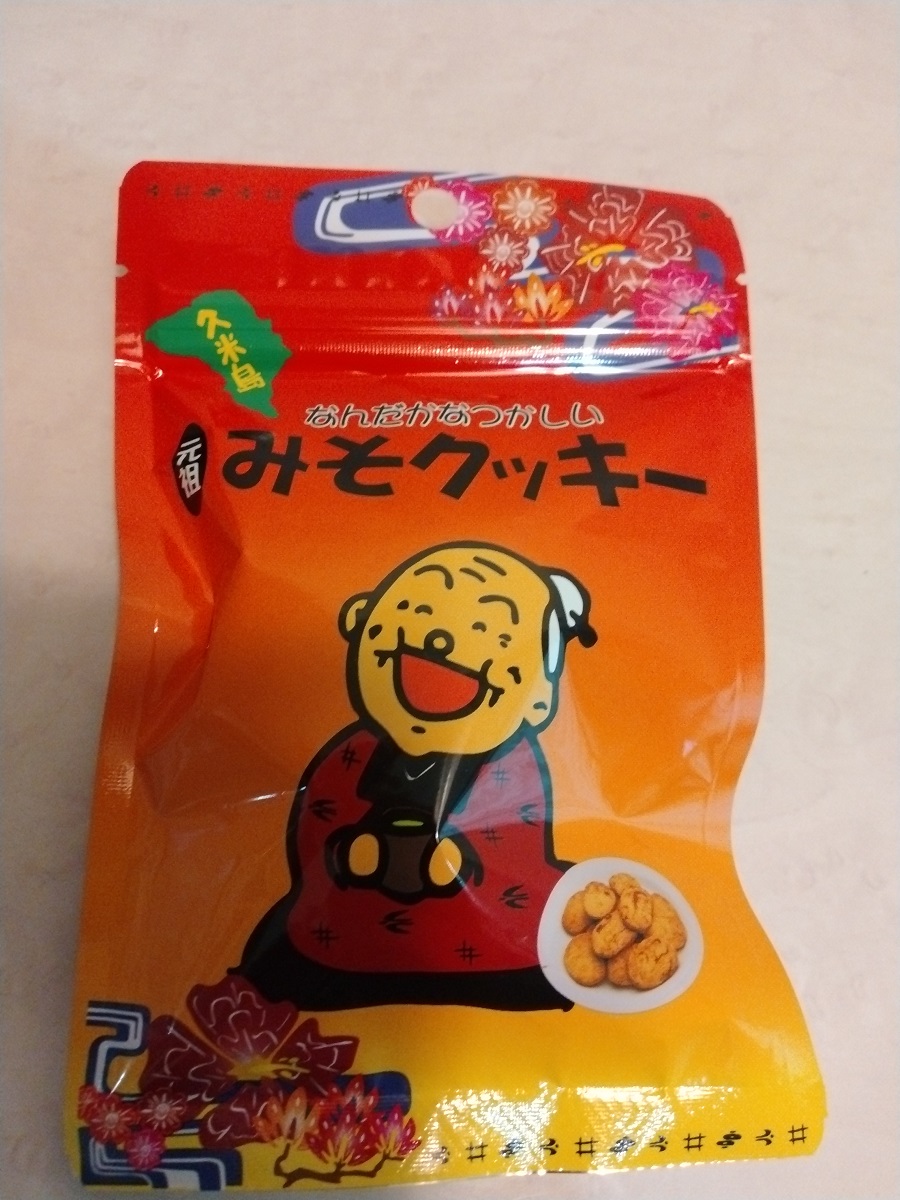 久米島
なんだかなつかしい
元祖
みそクッキー